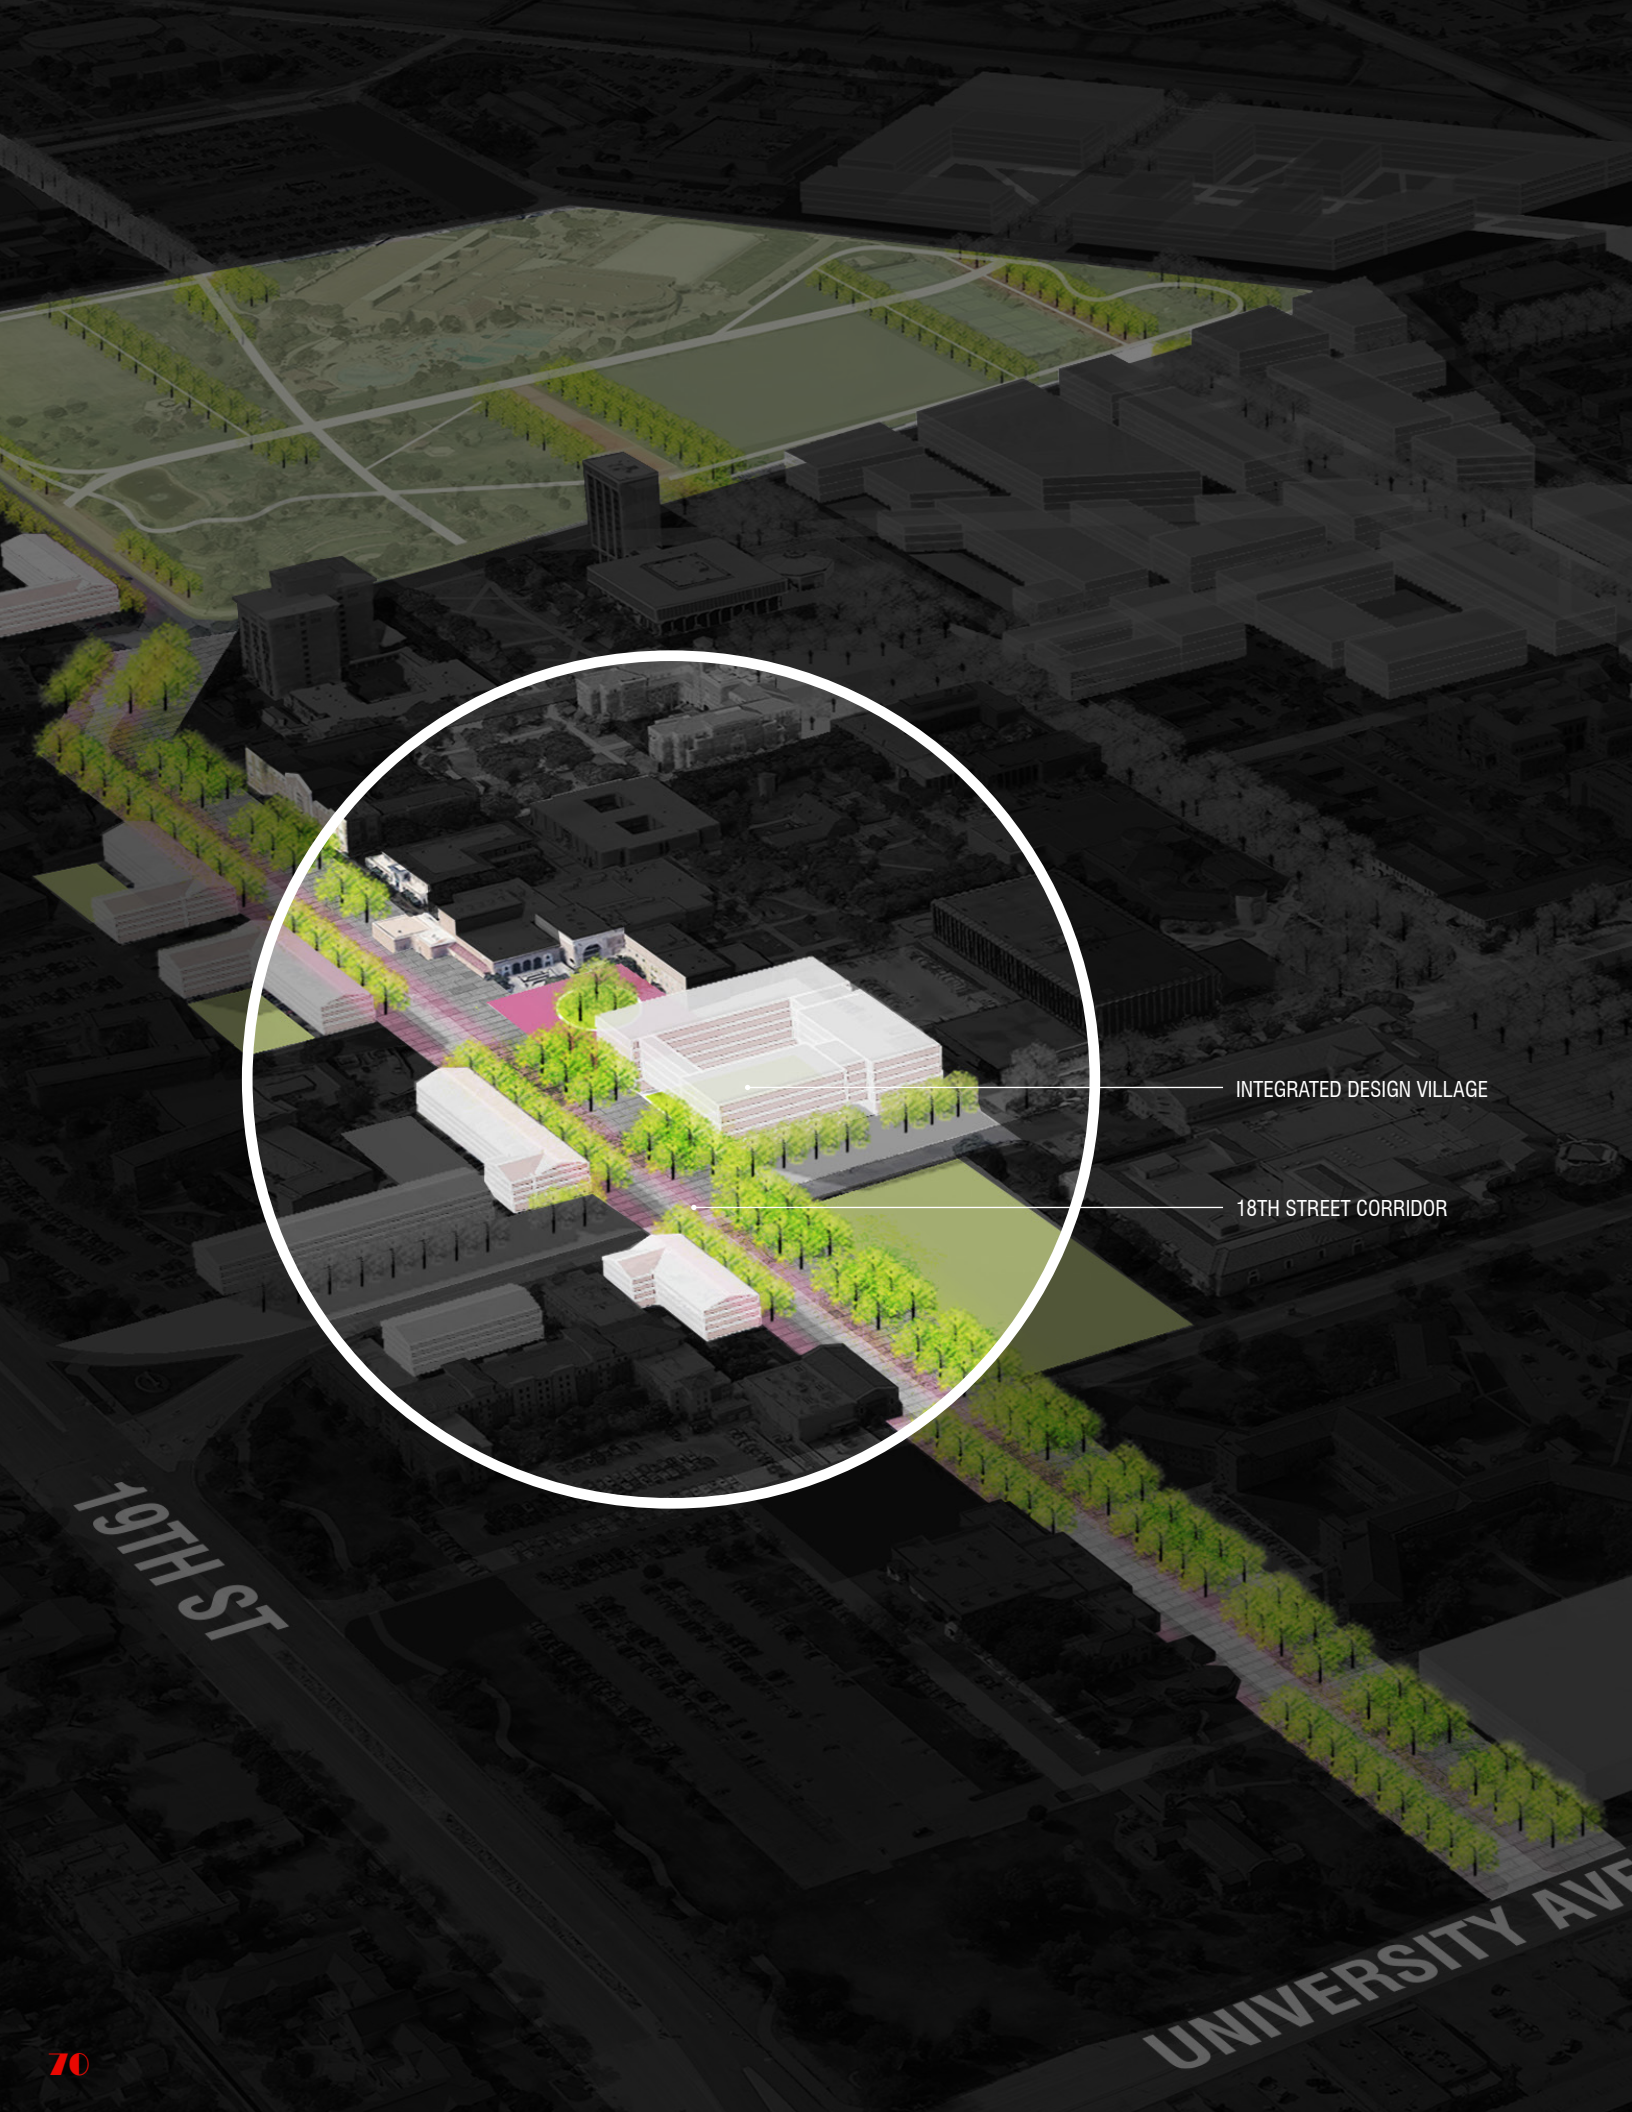 INTEGRATED DESIGN VILLAGE
18TH STREET CORRIDOR
19TH ST
UNIVERSITY AVE
70